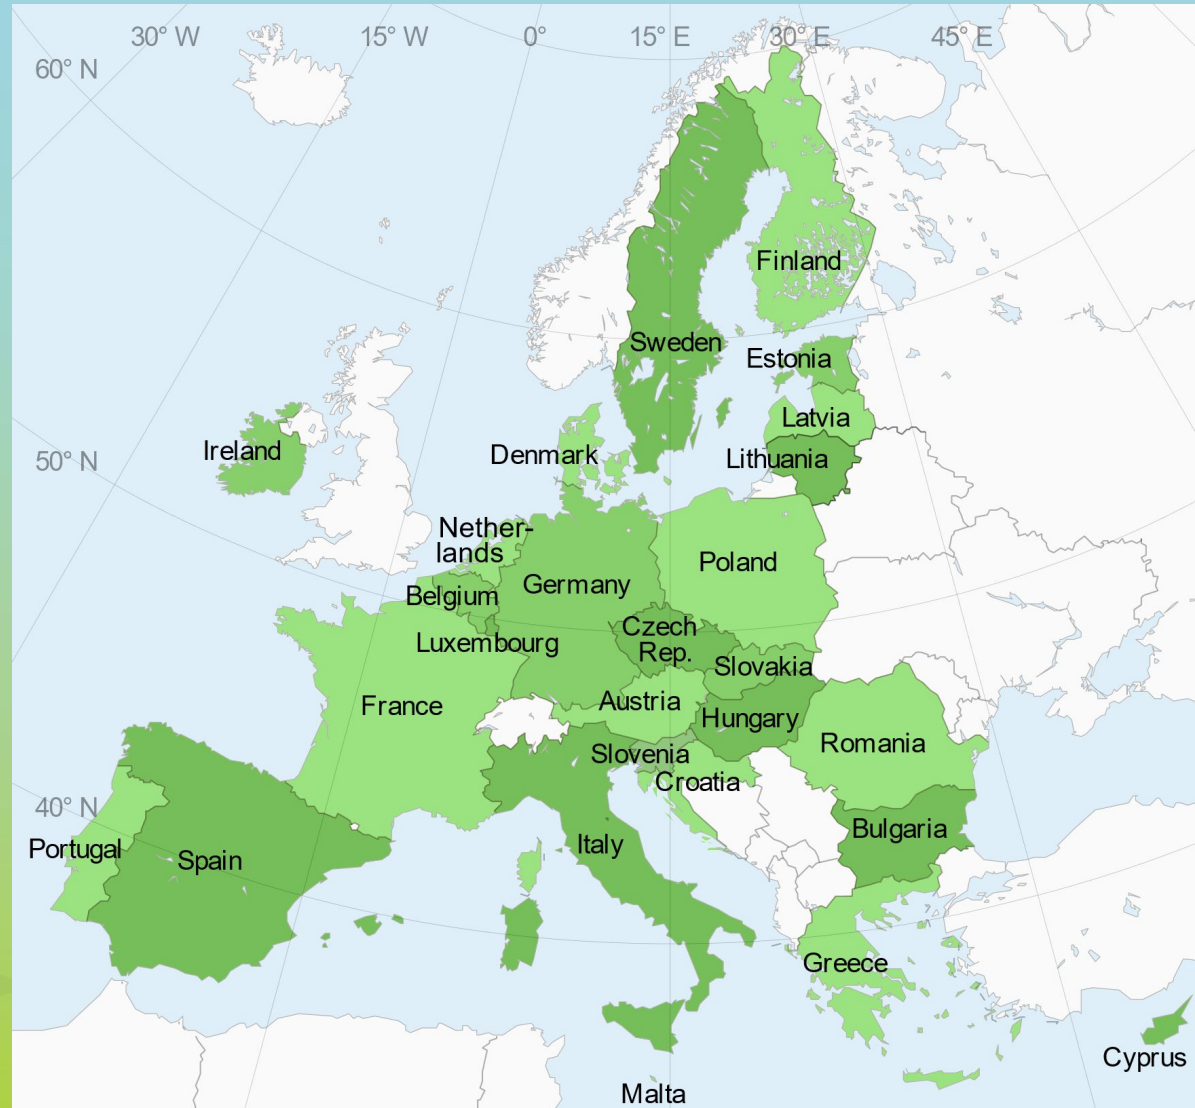 30° W
15° W
0°
15° E
30°E
45°E
60° N
Finland
Sweden
Estonia
Latvia
Ireland
Denmark
Lithuania
50° N
Nether-
lands
Poland
Germany
Belgium
Czech
Rep.
Luxembourg
Slovakia
Austria
France
Hungary
Romania
Slovenia
Croatia
40° N
Bulgaria
Portugal
Spain
Italy
Greece
Cyprus
Malta